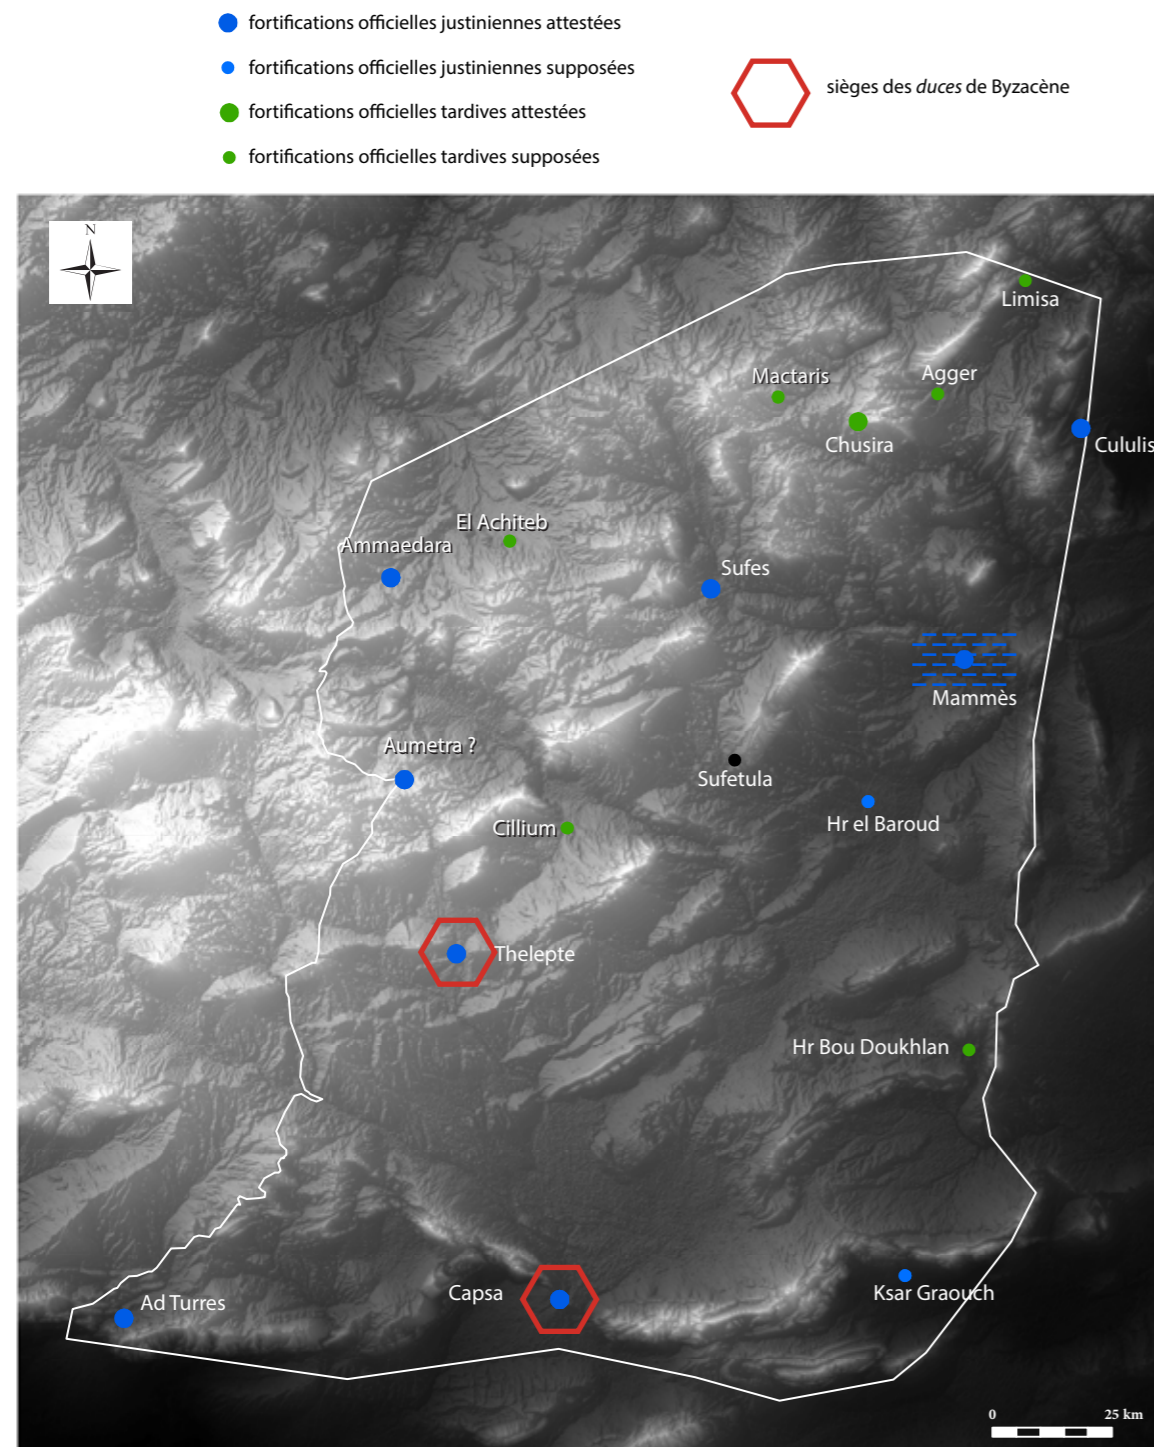 fortifications officielles justiniennes attestées
fortifications officielles justiniennes supposées
sièges des duces de Byzacène
fortifications officielles tardives attestées
fortifications officielles tardives supposées
N
Limisa
Mactaris
Agger
Chusira
Cululis
El Achiteb
Ammaedara
Sufes
Mammès
Aumetra ?
Sufetula
Hr el Baroud
Cillium
Thelepte
Hr Bou Doukhlan
Ksar Graouch
Capsa
Ad Turres
0 25 km